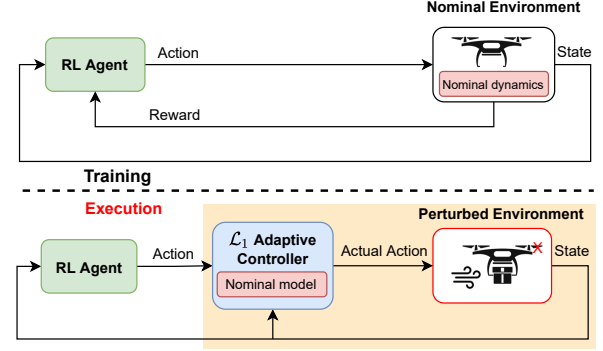 Nominal Environment
RL Agent
Action
State
Nominal dynamics
Reward
Training
Execution
Perturbed Environment
RL Agent
Action
ℒ₁ Adaptive
Controller
Nominal model
Actual Action
State